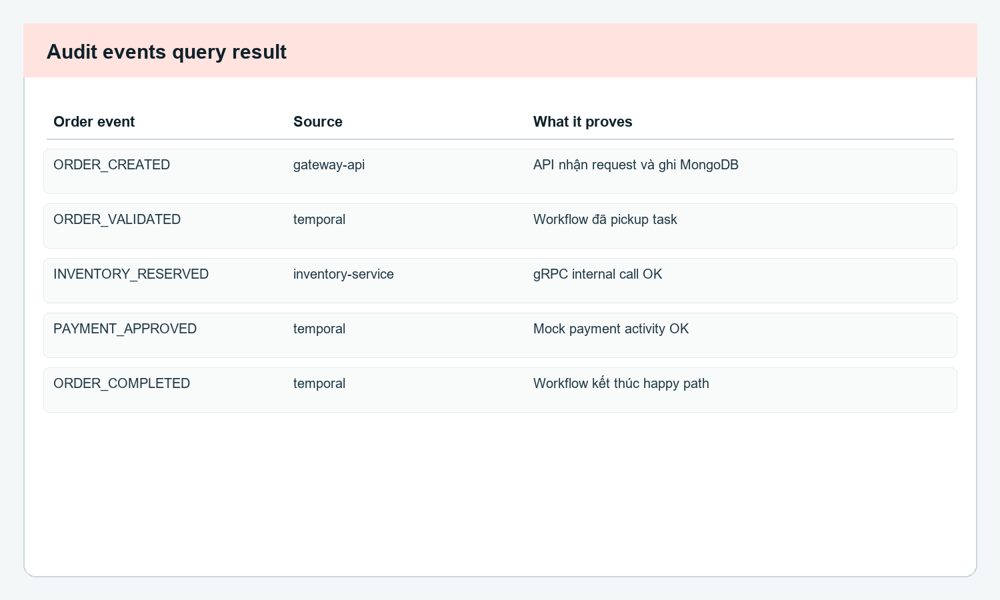 Audit events query result
Order event Source What it proves
ORDER_CREATED gateway-api API nhận request và ghi MongoDB
ORDER_VALIDATED temporal Workflow đã pickup task
INVENTORY_RESERVED inventory-service gRPC internal call OK
PAYMENT_APPROVED temporal Mock payment activity OK
ORDER_COMPLETED temporal Workflow kết thúc happy path